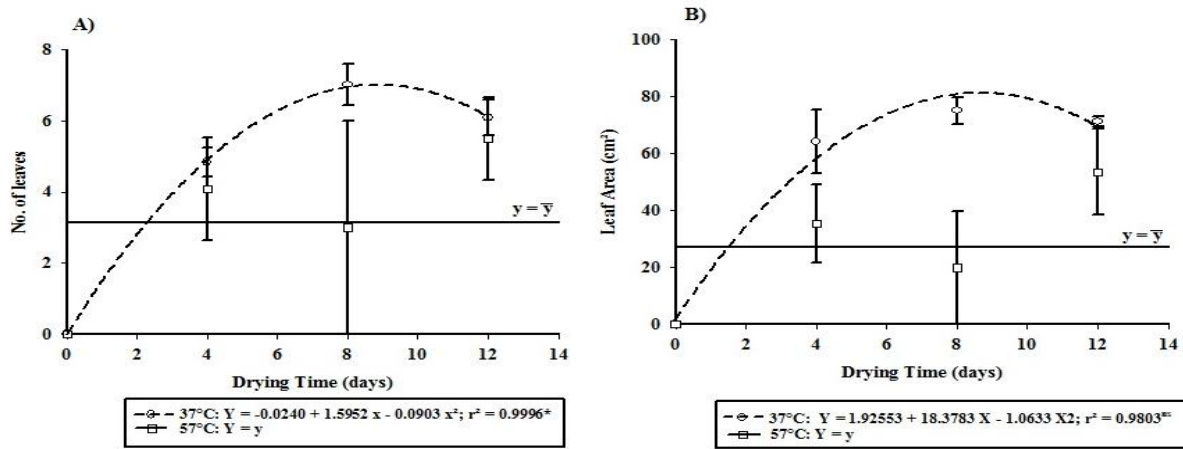 A)
No. of leaves
8
6
4
2
0
y = y̅
0 2 4 6 8 10 12 14
Drying Time (days)
37°C: Y = -0.0240 + 1.5952 x - 0.0903 x²; r² = 0.9996*
57°C: Y = y
B)
Leaf Area (cm²)
100
80
60
40
20
0
y = y̅
0 2 4 6 8 10 12 14
Drying Time (days)
37°C: Y = 1.92553 + 18.3783 X - 1.0633 X2; r² = 0.9803ⁿˢ
57°C: Y = y